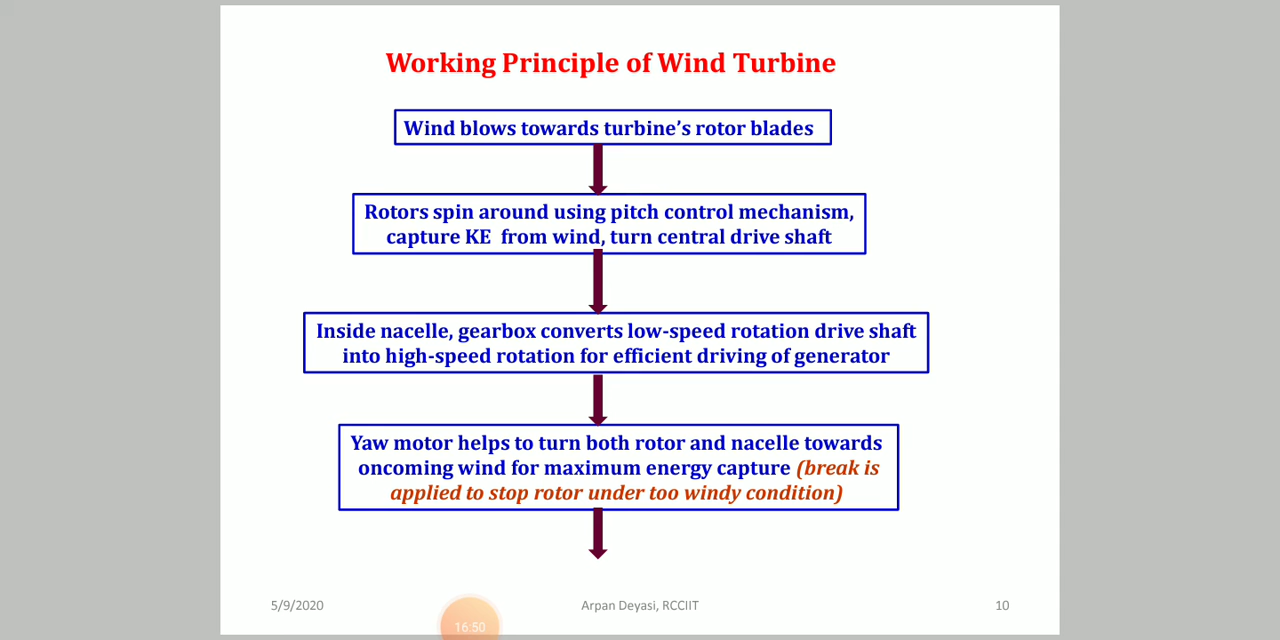 Working Principle of Wind Turbine
Wind blows towards turbine’s rotor blades
Rotors spin around using pitch control mechanism,
capture KE from wind, turn central drive shaft
Inside nacelle, gearbox converts low-speed rotation drive shaft
into high-speed rotation for efficient driving of generator
Yaw motor helps to turn both rotor and nacelle towards
oncoming wind for maximum energy capture (break is
applied to stop rotor under too windy condition)
5/9/2020
Arpan Deyasi, RCCIIT
10
16:50